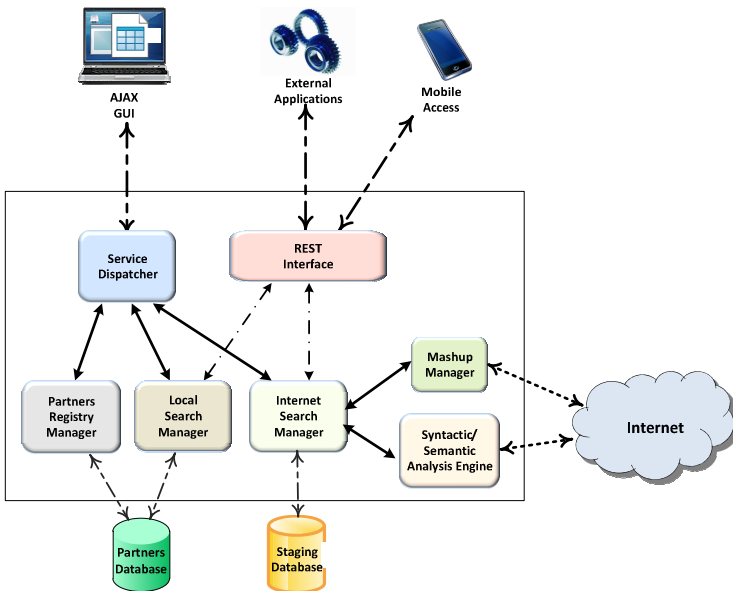 AJAX
GUI
External
Applications
Mobile
Access
Service
Dispatcher
REST
Interface
Mashup
Manager
Partners
Registry
Manager
Local
Search
Manager
Internet
Search
Manager
Syntactic/
Semantic
Analysis Engine
Internet
Partners
Database
Staging
Database